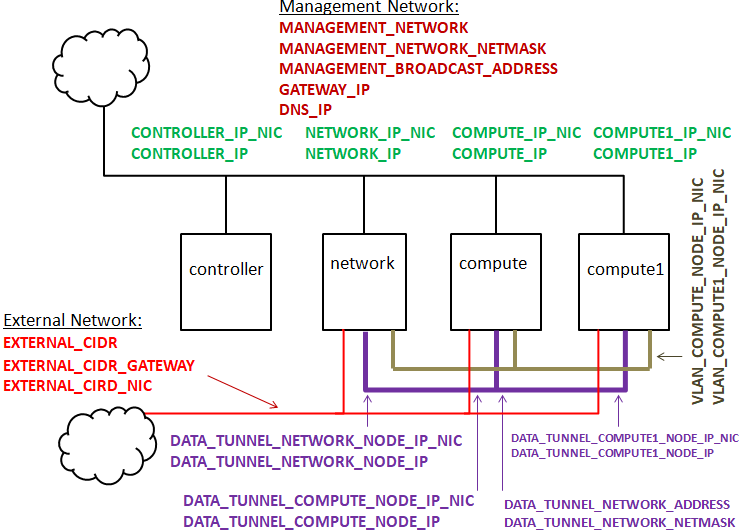 Management Network:
MANAGEMENT_NETWORK
MANAGEMENT_NETWORK_NETMASK
MANAGEMENT_BROADCAST_ADDRESS
GATEWAY_IP
DNS_IP
CONTROLLER_IP_NIC NETWORK_IP_NIC COMPUTE_IP_NIC COMPUTE1_IP_NIC
CONTROLLER_IP NETWORK_IP COMPUTE_IP COMPUTE1_IP
VLAN_COMPUTE_NODE_IP_NIC
VLAN_COMPUTE1_NODE_IP_NIC
controller network compute compute1
External Network:
EXTERNAL_CIDR
EXTERNAL_CIDR_GATEWAY
EXTERNAL_CIRD_NIC
DATA_TUNNEL_NETWORK_NODE_IP_NIC
DATA_TUNNEL_NETWORK_NODE_IP
DATA_TUNNEL_COMPUTE1_NODE_IP_NIC
DATA_TUNNEL_COMPUTE1_NODE_IP
DATA_TUNNEL_COMPUTE_NODE_IP_NIC
DATA_TUNNEL_COMPUTE_NODE_IP
DATA_TUNNEL_NETWORK_ADDRESS
DATA_TUNNEL_NETWORK_NETMASK